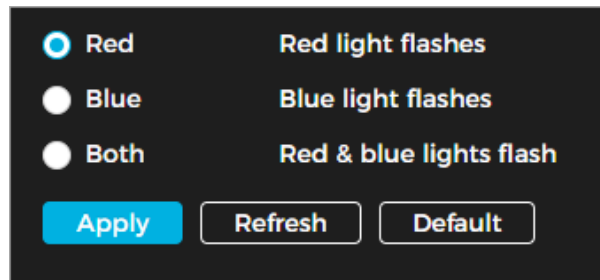 Red Red light flashes
Blue Blue light flashes
Both Red & blue lights flash
Apply Refresh Default